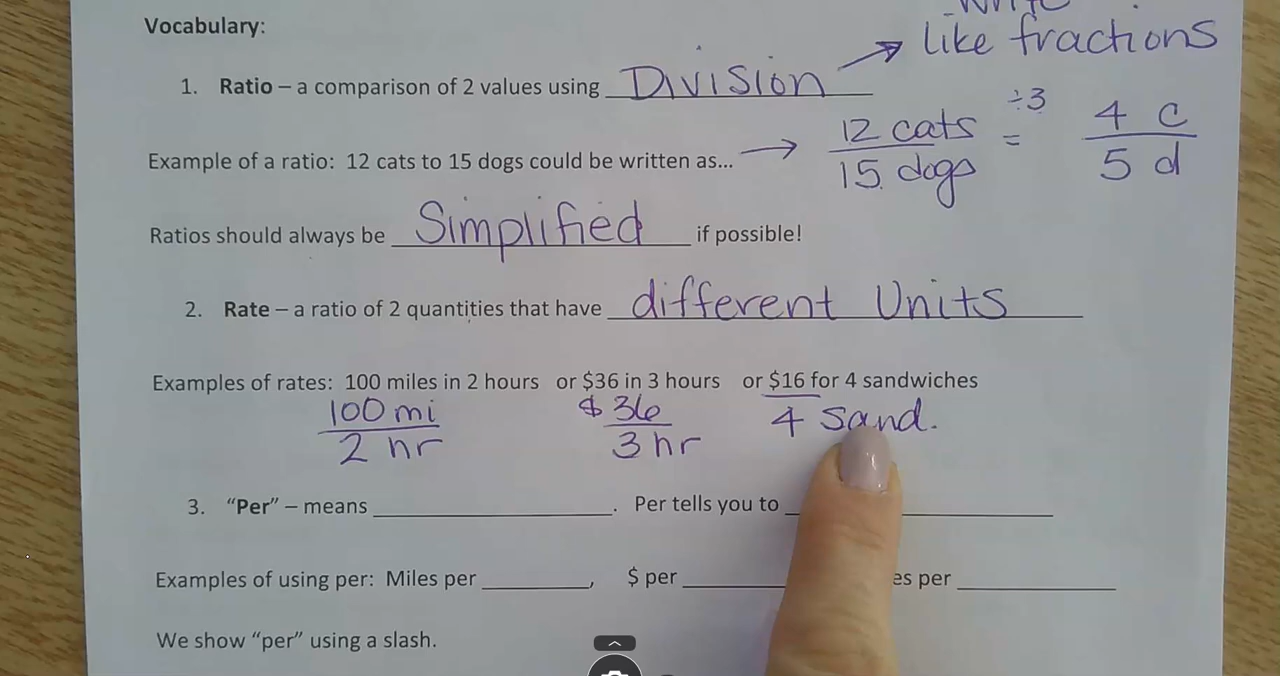 Vocabulary:
like fractions
1. Ratio – a comparison of 2 values using Division
12 cats ÷3 4 c
15 dogs = 5 d
Example of a ratio: 12 cats to 15 dogs could be written as...
Ratios should always be Simplified if possible!
2. Rate – a ratio of 2 quantities that have different Units
Examples of rates: 100 miles in 2 hours or $36 in 3 hours or $16 for 4 sandwiches
100 mi $ 36 4 Sand.
2 hr 3 hr
3. "Per" – means ____________. Per tells you to ____________
Examples of using per: Miles per ______, $ per ______ es per ______
We show "per" using a slash.